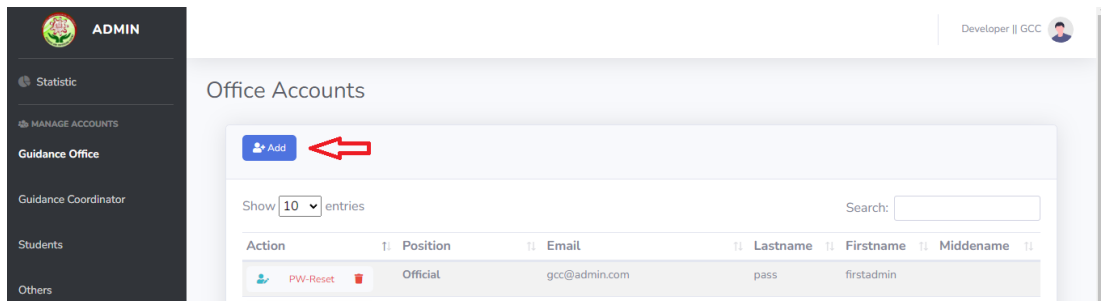 ADMIN
Developer || GCC
Statistic
MANAGE ACCOUNTS
Guidance Office
Guidance Coordinator
Students
Others
Office Accounts
Add
Show 10 entries
Search:
Action Position Email Lastname Firstname Middename
PW-Reset Official gcc@admin.com pass firstadmin